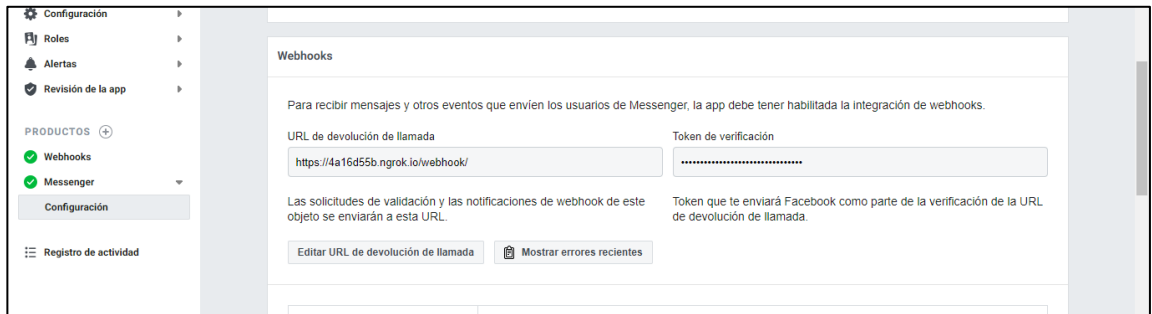 Configuración
Roles
Alertas
Revisión de la app
PRODUCTOS
Webhooks
Messenger
Configuración
Registro de actividad
Webhooks
Para recibir mensajes y otros eventos que envíen los usuarios de Messenger, la app debe tener habilitada la integración de webhooks.
URL de devolución de llamada
https://4a16d55b.ngrok.io/webhook/
Las solicitudes de validación y las notificaciones de webhook de este
objeto se enviarán a esta URL.
Token de verificación
••••••••••••••••••••••••••••••••
Token que te enviará Facebook como parte de la verificación de la URL
de devolución de llamada.
Editar URL de devolución de llamada
Mostrar errores recientes